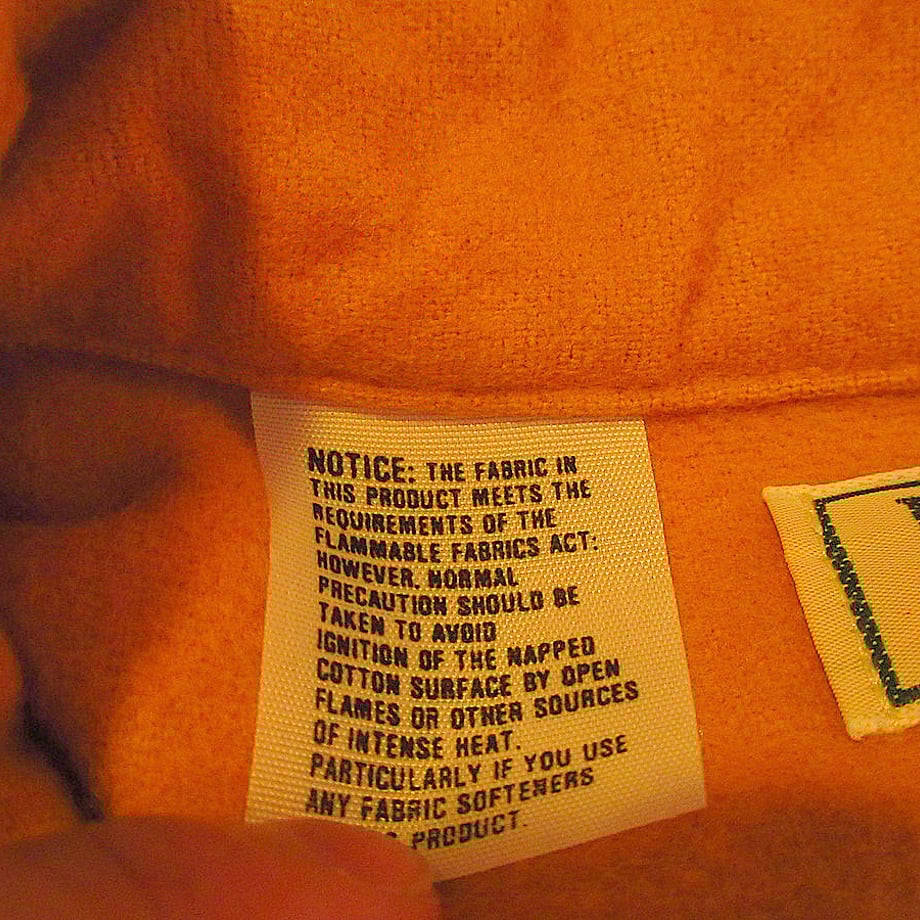 NOTICE: THE FABRIC IN
THIS PRODUCT MEETS THE
REQUIREMENTS OF THE
FLAMMABLE FABRICS ACT:
HOWEVER, NORMAL
PRECAUTION SHOULD BE
TAKEN TO AVOID
IGNITION OF THE NAPPED
COTTON SURFACE BY OPEN
FLAMES OR OTHER SOURCES
OF INTENSE HEAT.
PARTICULARLY IF YOU USE
ANY FABRIC SOFTENERS
PRODUCT.